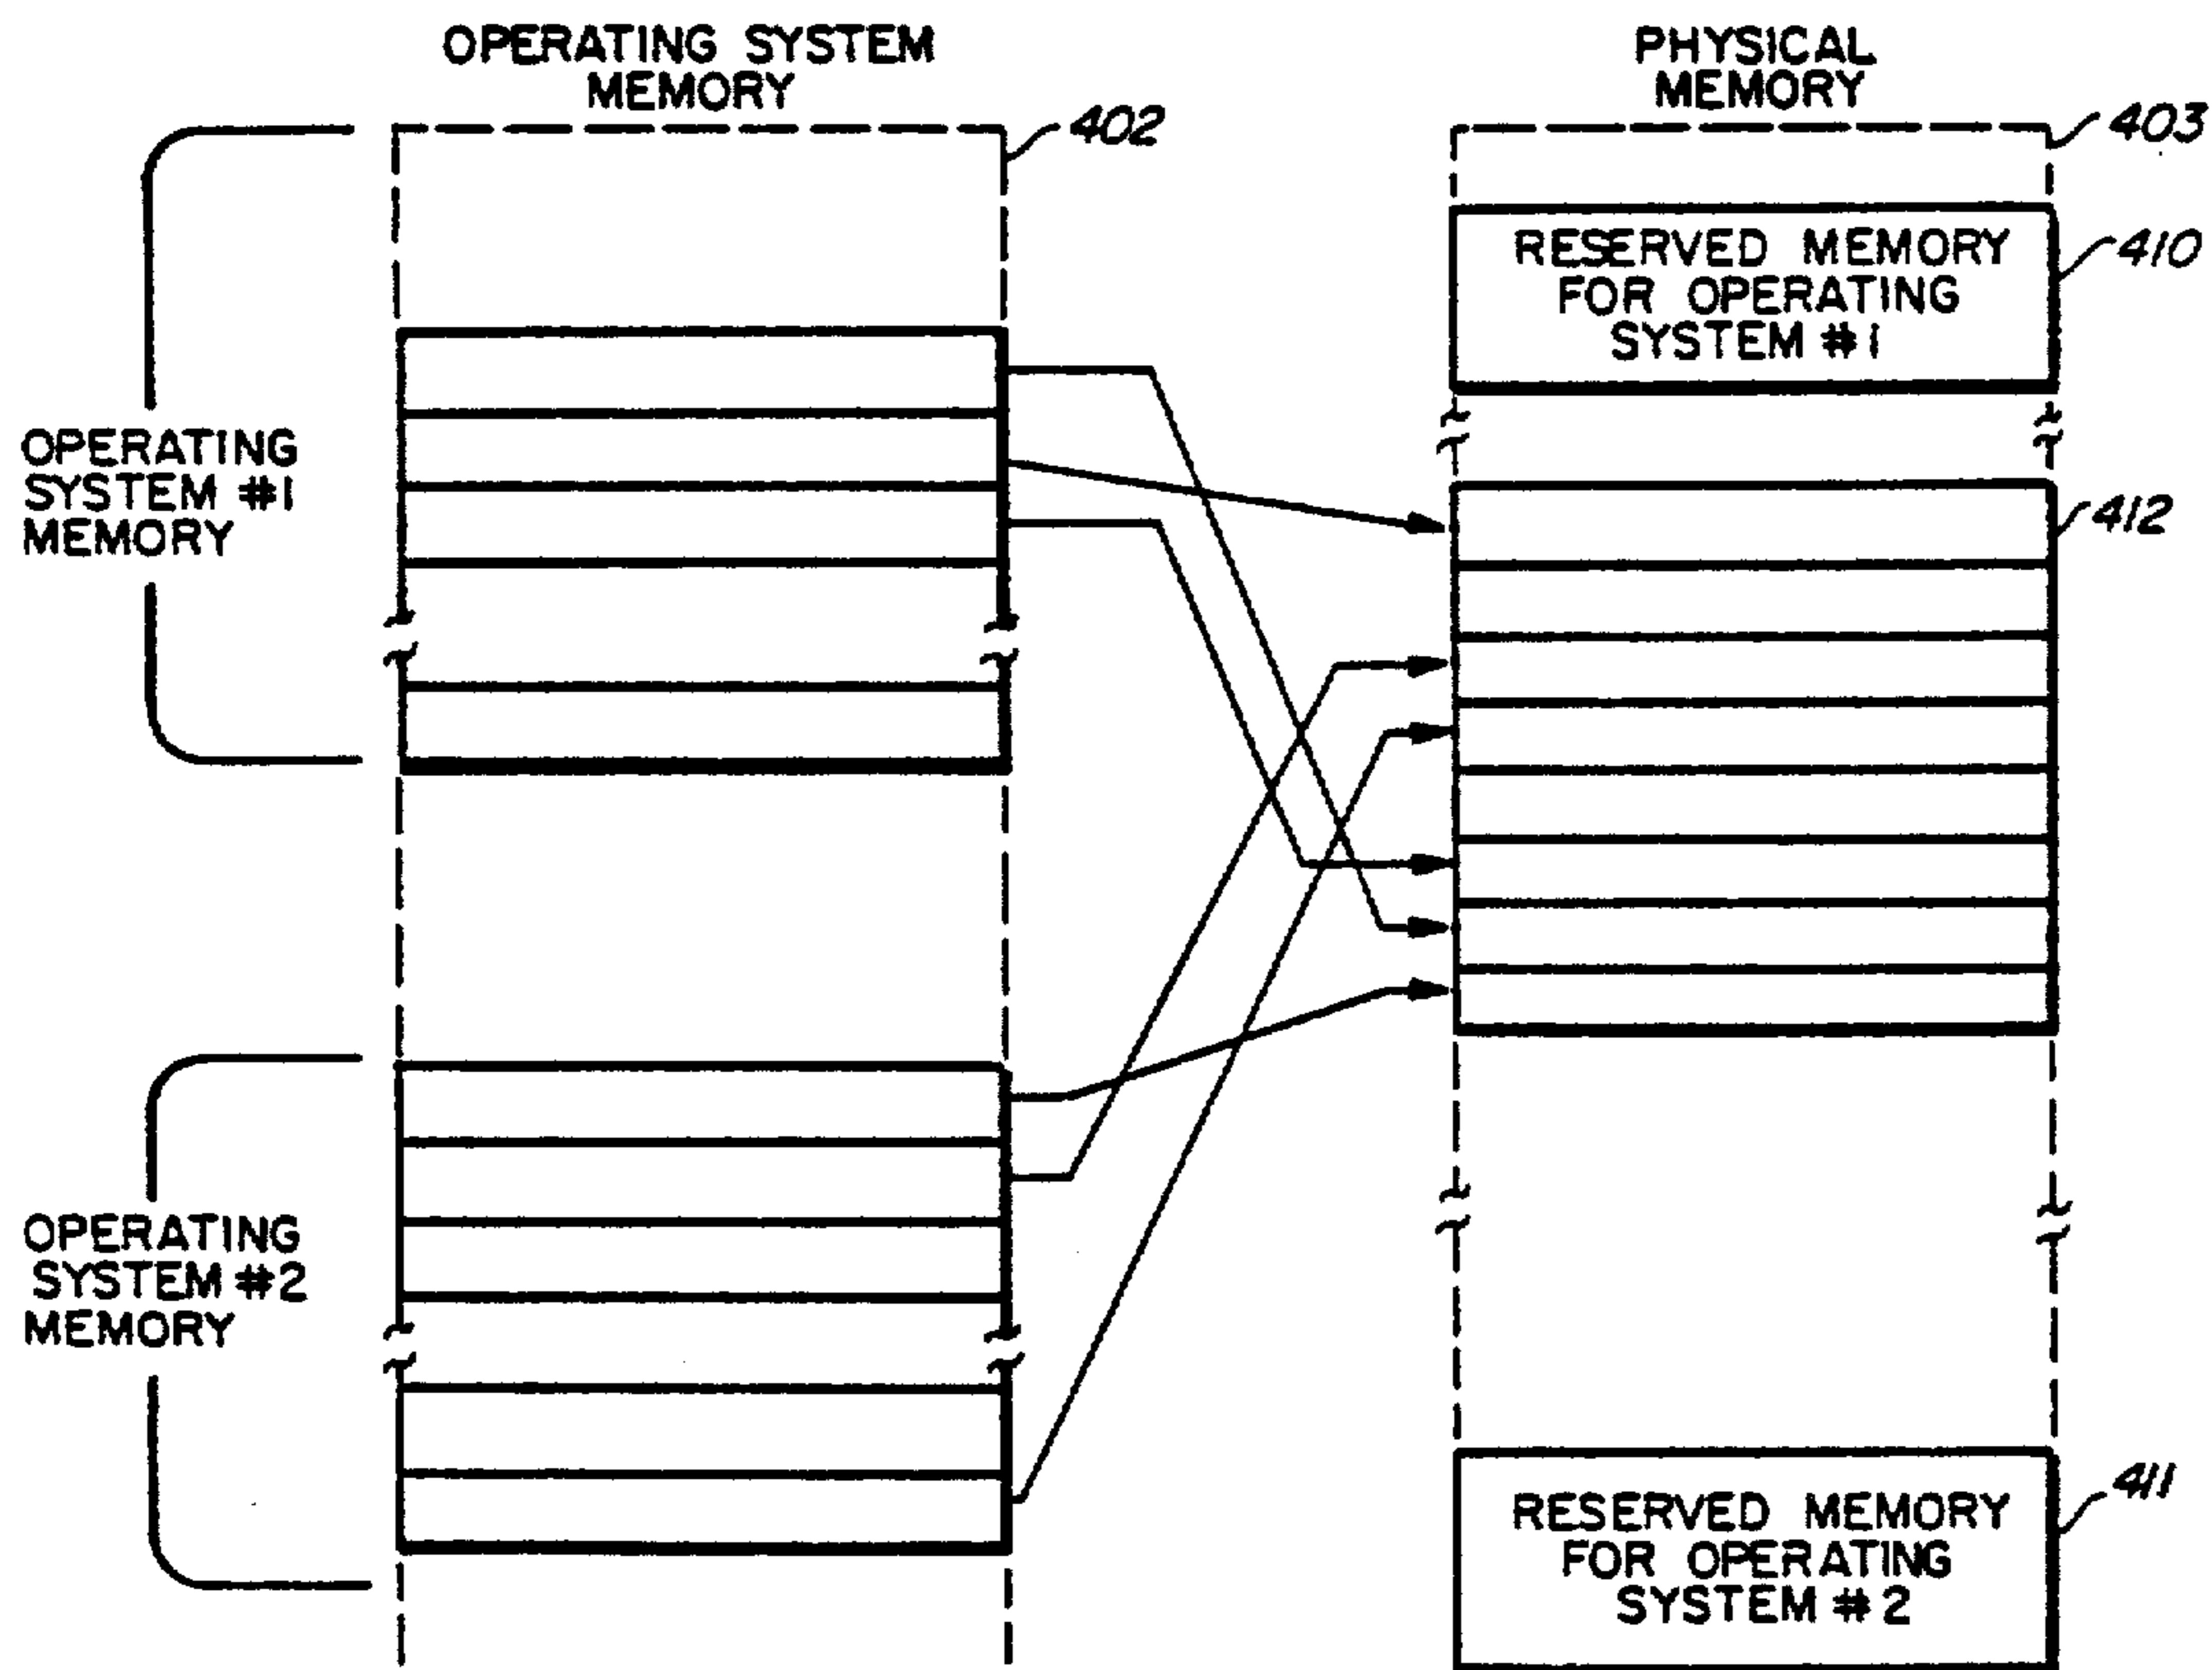 OPERATING SYSTEM
MEMORY
402
PHYSICAL
MEMORY
403
RESERVED MEMORY
FOR OPERATING
SYSTEM #1
410
OPERATING
SYSTEM #1
MEMORY
412
OPERATING
SYSTEM #2
MEMORY
RESERVED MEMORY
FOR OPERATING
SYSTEM #2
411